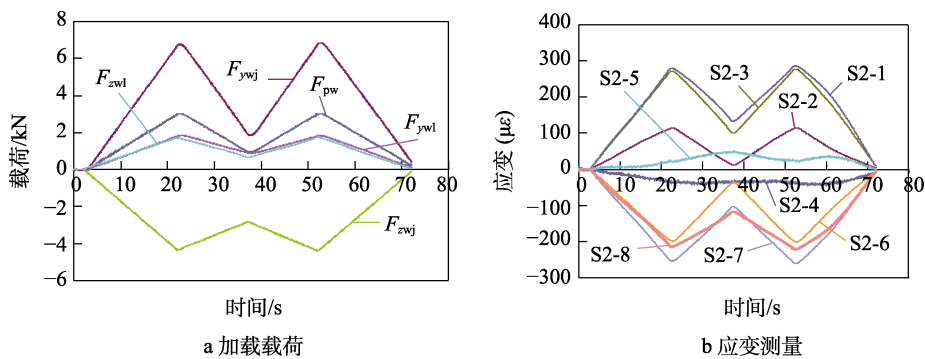 载荷/kN
8
6
4
2
0
−2
−4
−6
0 10 20 30 40 50 60 70 80
F_zwl
F_ywj
F_pw
F_ywl
F_zwj
时间/s
a 加载载荷
应变 (με)
400
300
200
100
0
−100
−200
−300
0 10 20 30 40 50 60 70 80
S2-5
S2-3
S2-1
S2-2
S2-4
S2-6
S2-8
S2-7
时间/s
b 应变测量